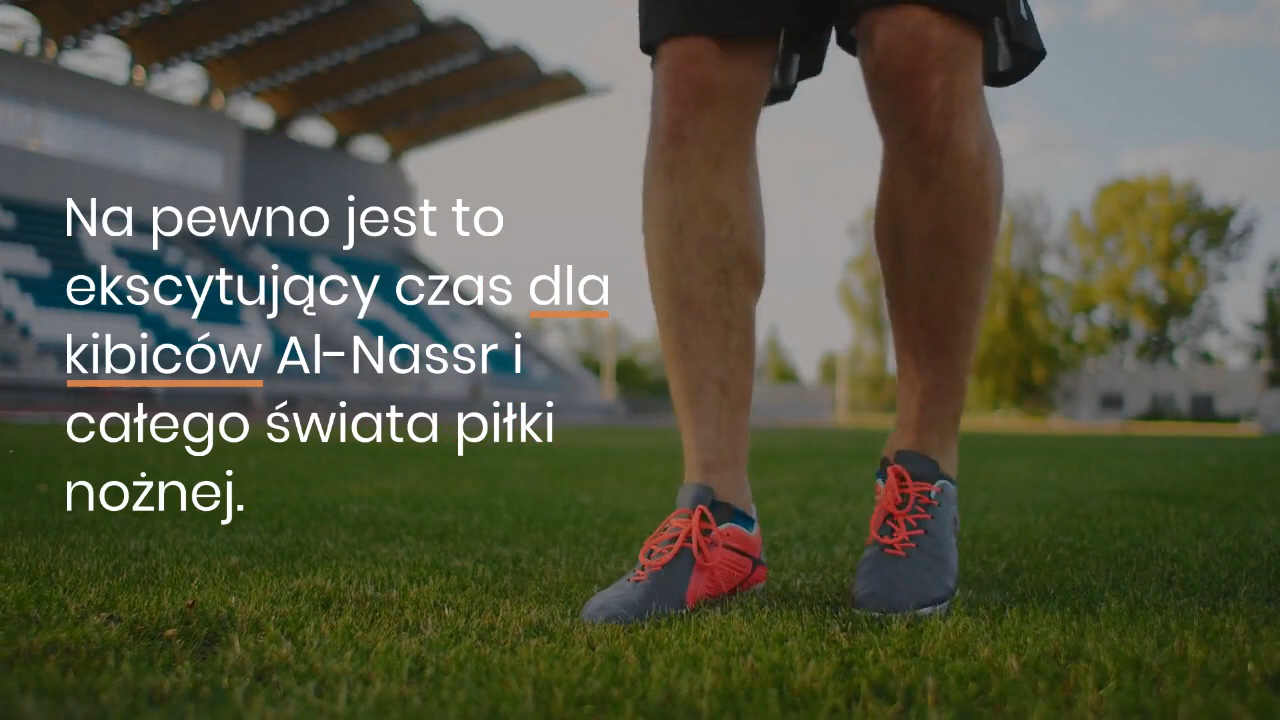 Na pewno jest to
ekscytujący czas dla
kibiców Al-Nassr i
całego świata piłki
nożnej.